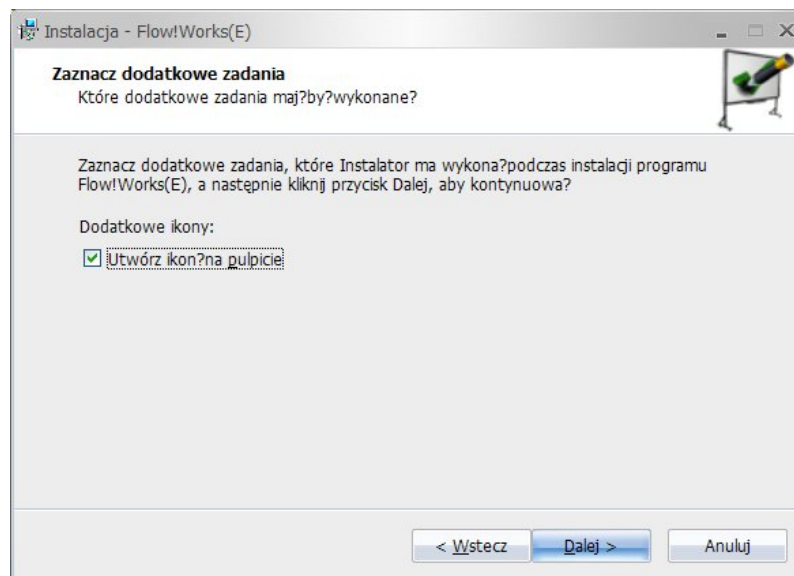 Instalacja - Flow!Works(E)
Zaznacz dodatkowe zadania
Które dodatkowe zadania maj?by?wykonane?
Zaznacz dodatkowe zadania, które Instalator ma wykona?podczas instalacji programu
Flow!Works(E), a następnie kliknij przycisk Dalej, aby kontynuowa?
Dodatkowe ikony:
Utwórz ikon?na pulpicie
< Wstecz
Dalej >
Anuluj